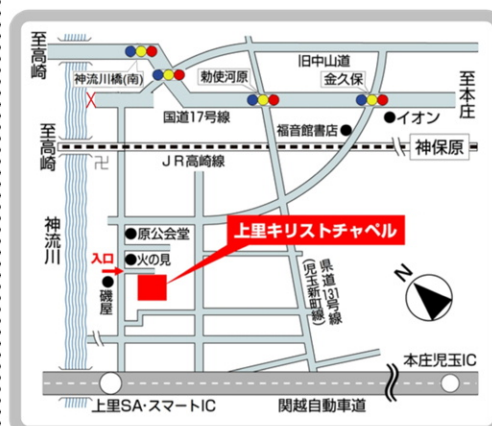 至高崎
神流川橋(南)
勅使河原
旧中山道
金久保
至本庄
国道17号線
福音館書店
イオン
至高崎
卍
JR高崎線
神保原
神流川
原公会堂
上里キリストチャペル
入口
火の見
磯屋
県道131号線
(児玉新町線)
N
本庄児玉IC
上里SA・スマートIC
関越自動車道